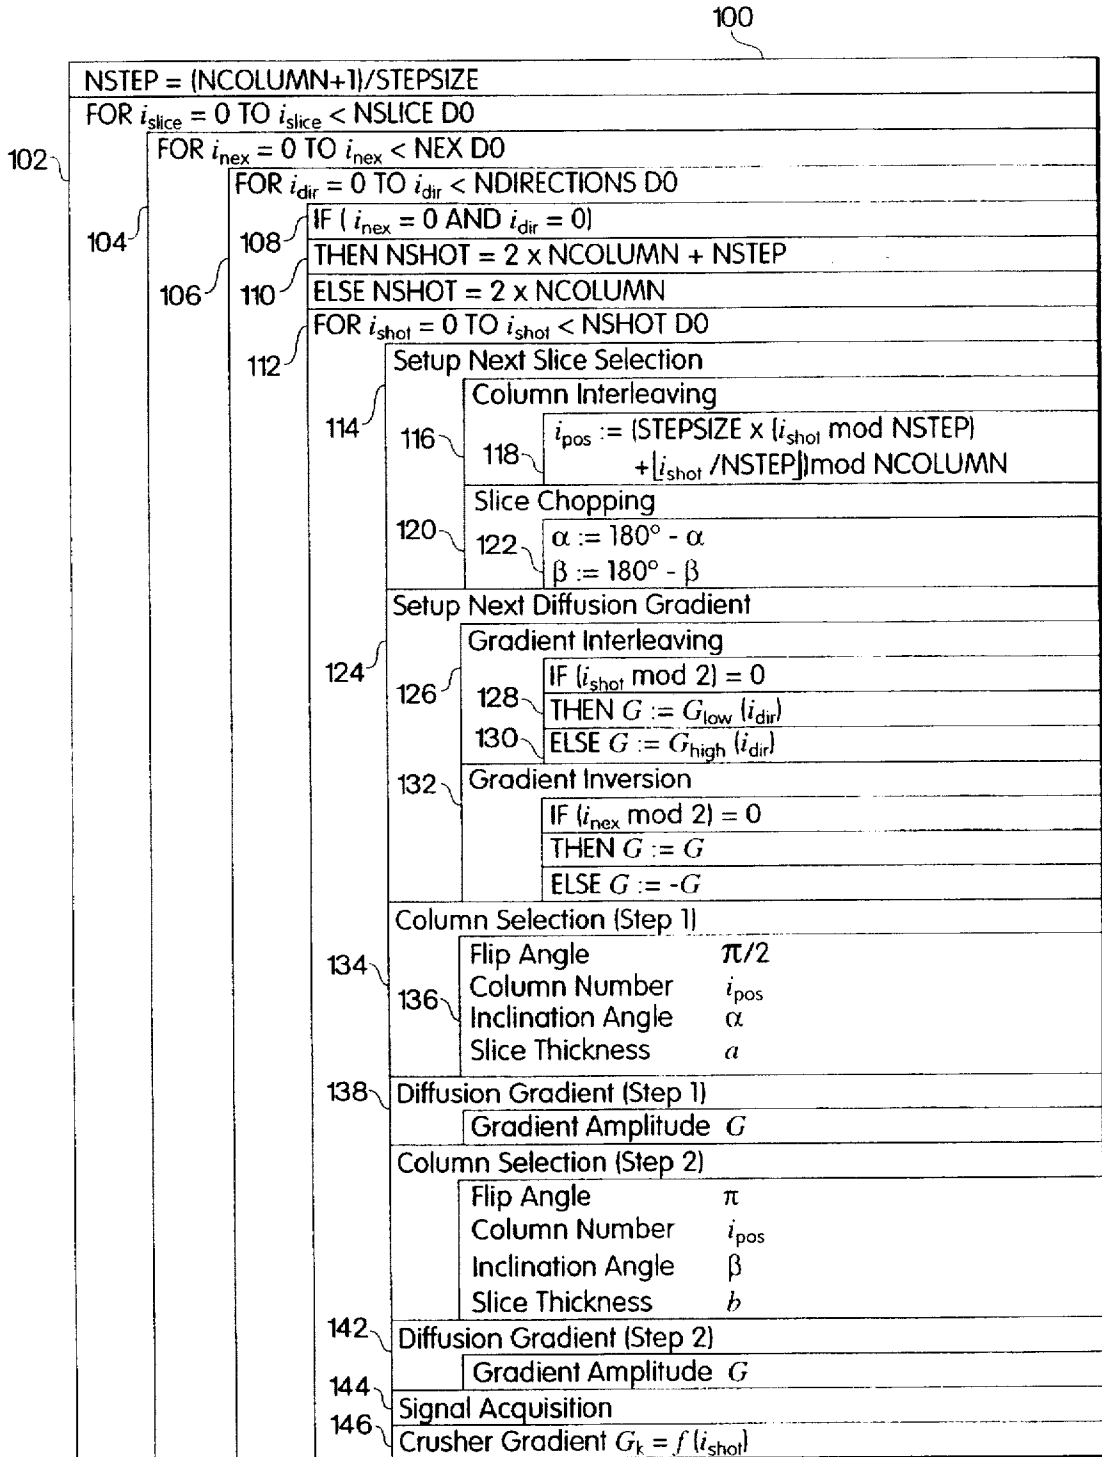 100
NSTEP = (NCOLUMN+1)/STEPSIZE
FOR i_slice = 0 TO i_slice < NSLICE DO
102
FOR i_nex = 0 TO i_nex < NEX DO
104
FOR i_dir = 0 TO i_dir < NDIRECTIONS DO
106
108 IF ( i_nex = 0 AND i_dir = 0)
110 THEN NSHOT = 2 x NCOLUMN + NSTEP
ELSE NSHOT = 2 x NCOLUMN
112 FOR i_shot = 0 TO i_shot < NSHOT DO
114 Setup Next Slice Selection
116 Column Interleaving
118 i_pos := (STEPSIZE x (i_shot mod NSTEP)
+⌊i_shot /NSTEP⌋)mod NCOLUMN
120 Slice Chopping
122 α := 180° - α
β := 180° - β
124 Setup Next Diffusion Gradient
126 Gradient Interleaving
IF (i_shot mod 2) = 0
128 THEN G := G_low (i_dir)
130 ELSE G := G_high (i_dir)
132 Gradient Inversion
IF (i_nex mod 2) = 0
THEN G := G
ELSE G := -G
134 Column Selection (Step 1)
136 Flip Angle π/2
Column Number i_pos
Inclination Angle α
Slice Thickness a
138 Diffusion Gradient (Step 1)
Gradient Amplitude G
Column Selection (Step 2)
Flip Angle π
Column Number i_pos
Inclination Angle β
Slice Thickness b
142 Diffusion Gradient (Step 2)
Gradient Amplitude G
144 Signal Acquisition
146 Crusher Gradient G_k = f (i_shot)